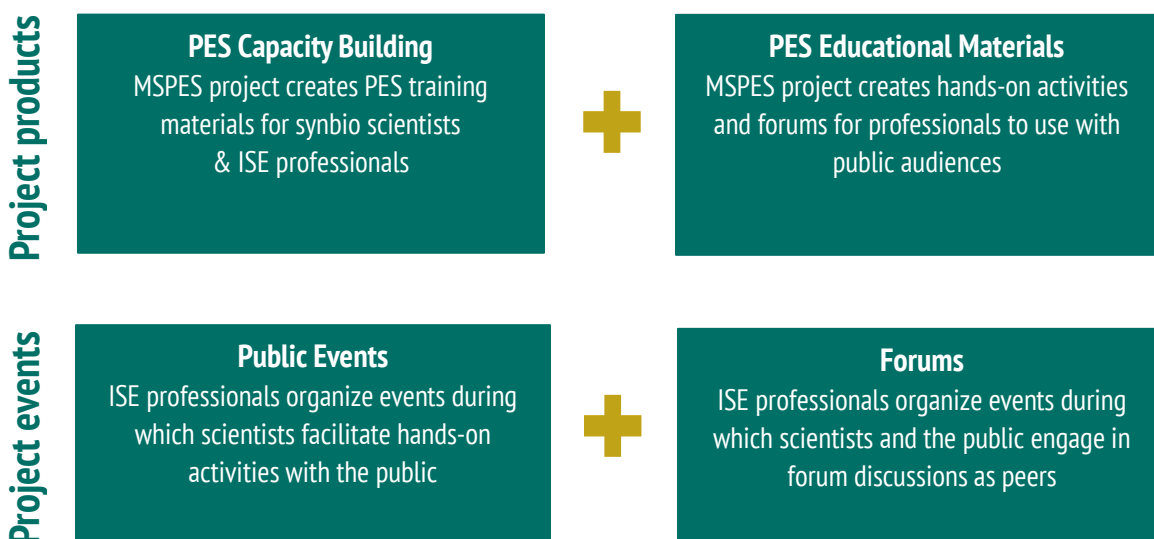 Project products
PES Capacity Building
MSPES project creates PES training
materials for synbio scientists
& ISE professionals
PES Educational Materials
MSPES project creates hands-on activities
and forums for professionals to use with
public audiences
Project events
Public Events
ISE professionals organize events during
which scientists facilitate hands-on
activities with the public
Forums
ISE professionals organize events during
which scientists and the public engage in
forum discussions as peers